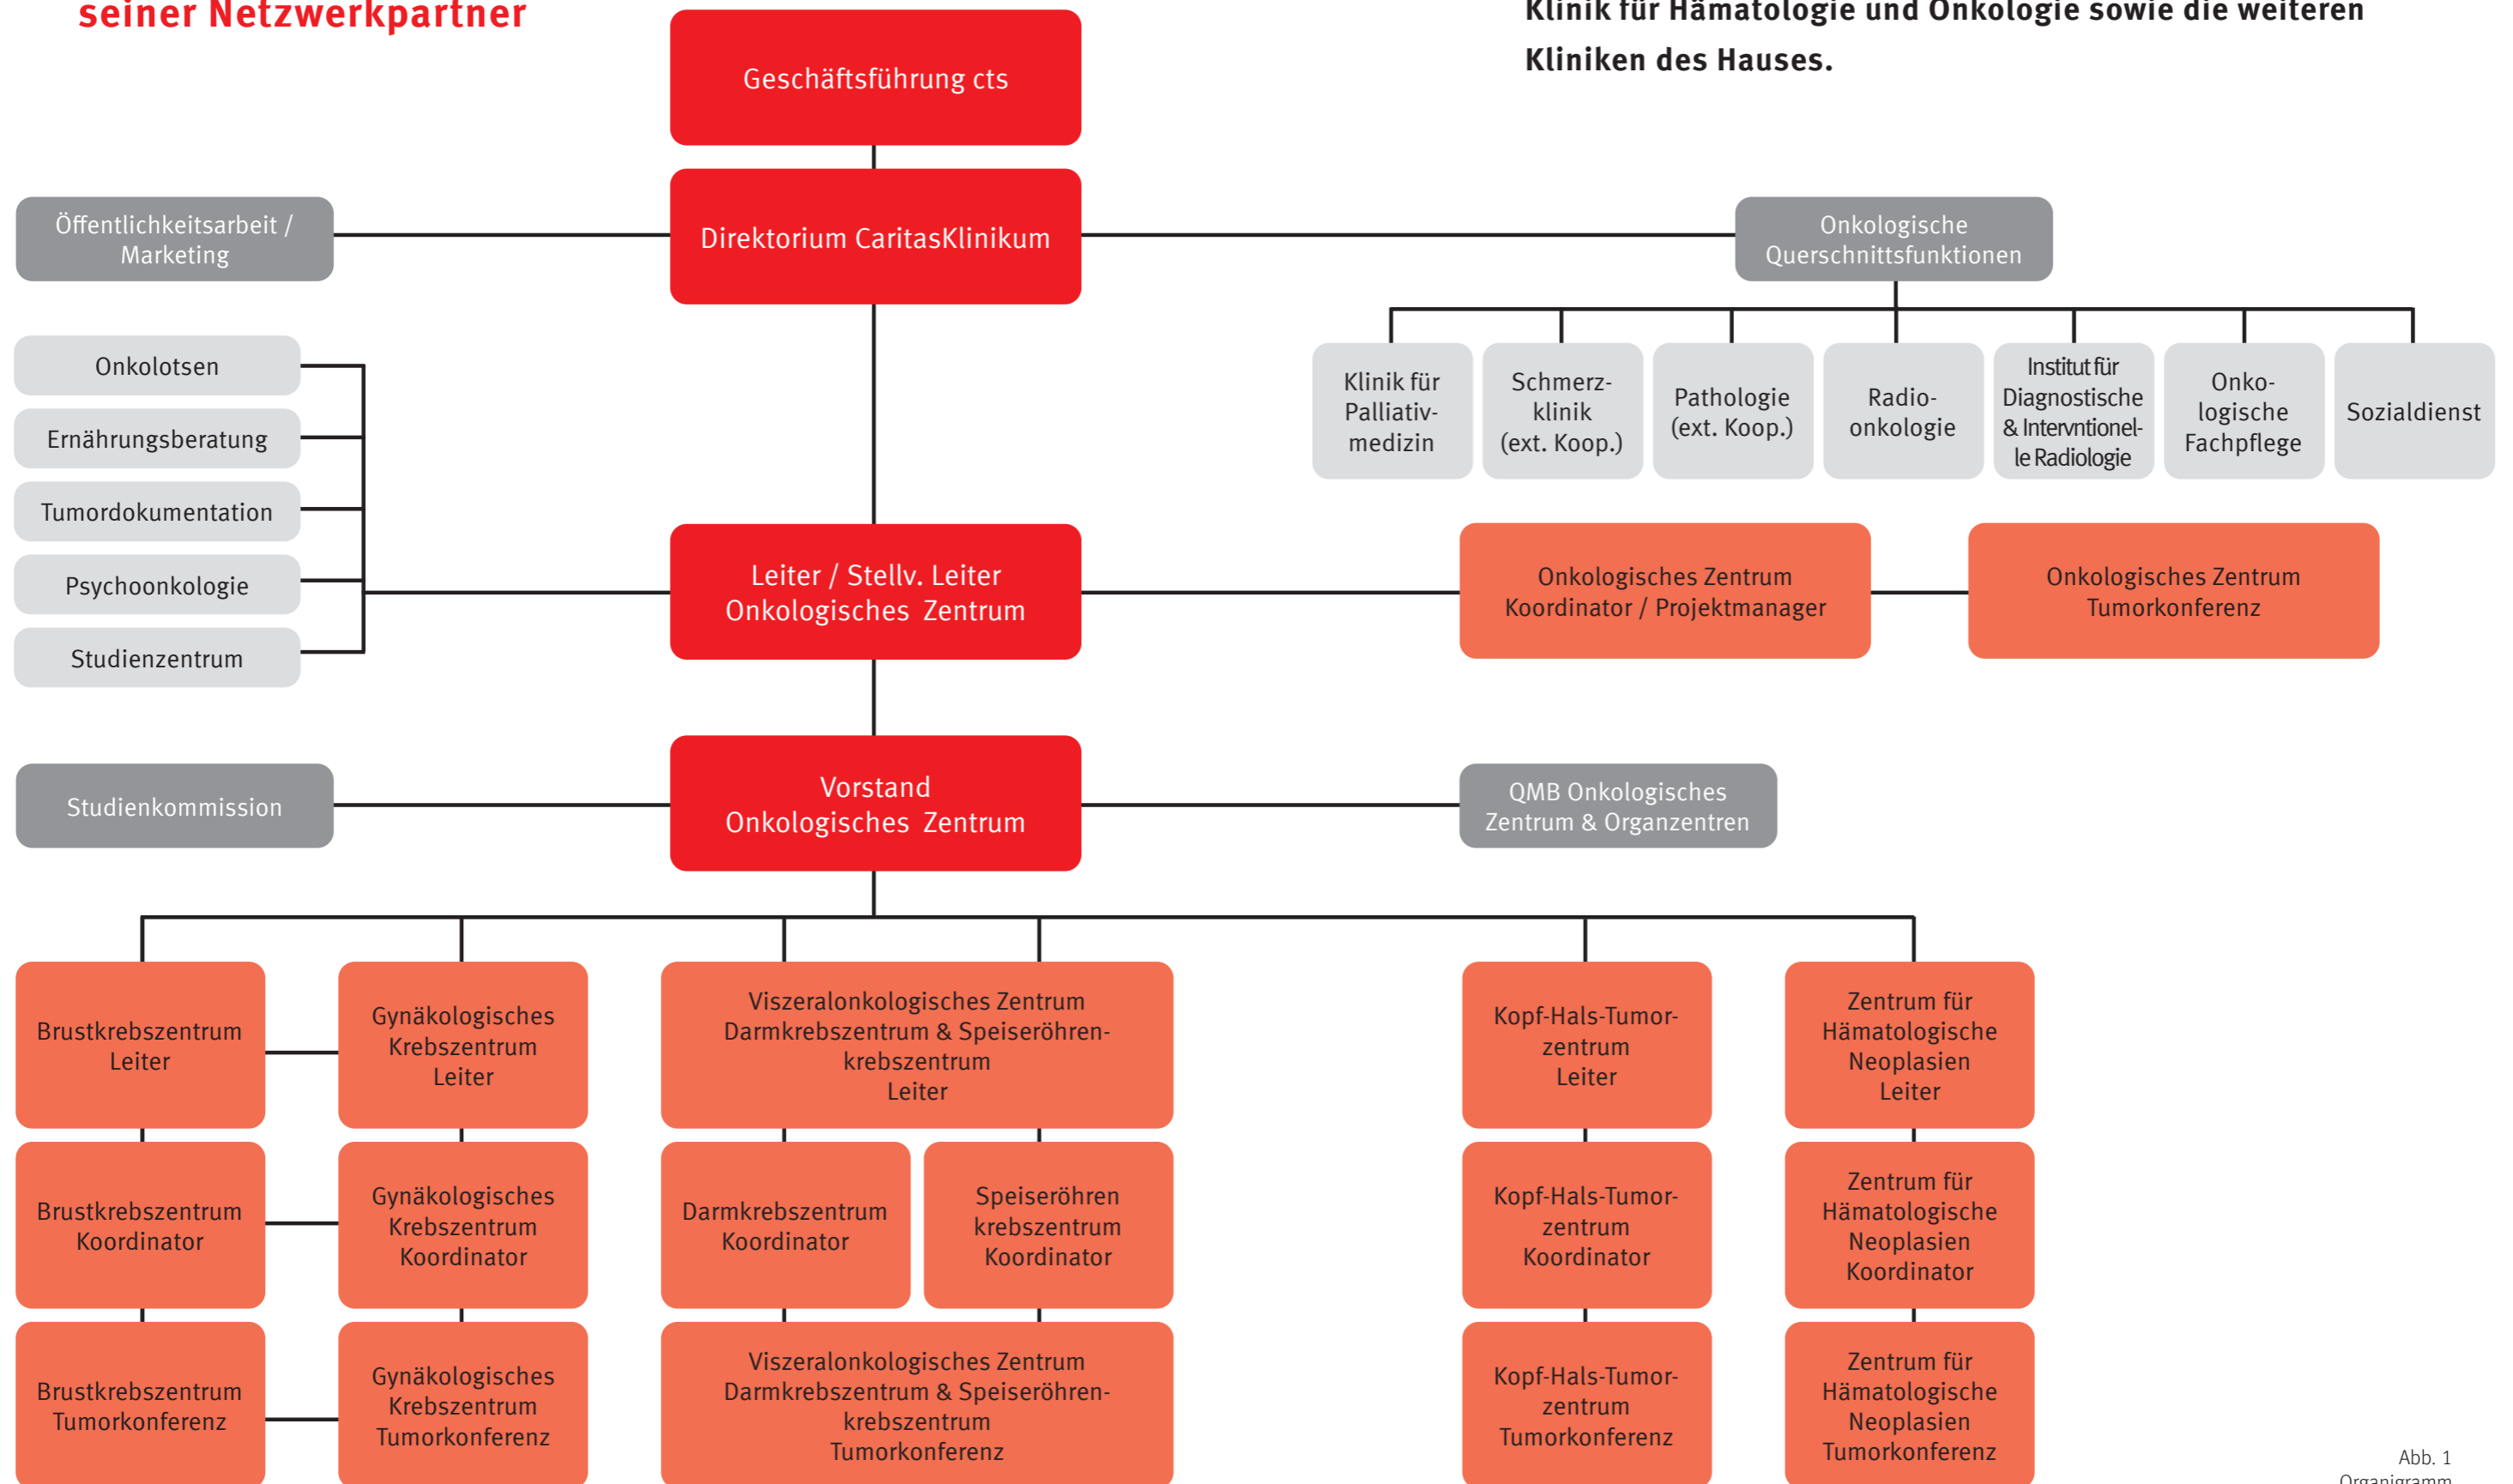 seiner Netzwerkpartner
Klinik für Hämatologie und Onkologie sowie die weiteren
Kliniken des Hauses.
Geschäftsführung cts
Öffentlichkeitsarbeit /
Marketing
Direktorium CaritasKlinikum
Onkologische
Querschnittsfunktionen
Onkolotsen
Ernährungsberatung
Tumordokumentation
Psychoonkologie
Studienzentrum
Klinik für
Palliativ-
medizin
Schmerz-
klinik
(ext. Koop.)
Pathologie
(ext. Koop.)
Radio-
onkologie
Institut für
Diagnostische
& Intervntionel-
le Radiologie
Onko-
logische
Fachpflege
Sozialdienst
Leiter / Stellv. Leiter
Onkologisches Zentrum
Onkologisches Zentrum
Koordinator / Projektmanager
Onkologisches Zentrum
Tumorkonferenz
Studienkommission
Vorstand
Onkologisches Zentrum
QMB Onkologisches
Zentrum & Organzentren
Brustkrebszentrum
Leiter
Gynäkologisches
Krebszentrum
Leiter
Viszeralonkologisches Zentrum
Darmkrebszentrum & Speiseröhren-
krebszentrum
Leiter
Kopf-Hals-Tumor-
zentrum
Leiter
Zentrum für
Hämatologische
Neoplasien
Leiter
Brustkrebszentrum
Koordinator
Gynäkologisches
Krebszentrum
Koordinator
Darmkrebszentrum
Koordinator
Speiseröhren
krebszentrum
Koordinator
Kopf-Hals-Tumor-
zentrum
Koordinator
Zentrum für
Hämatologische
Neoplasien
Koordinator
Brustkrebszentrum
Tumorkonferenz
Gynäkologisches
Krebszentrum
Tumorkonferenz
Viszeralonkologisches Zentrum
Darmkrebszentrum & Speiseröhren-
krebszentrum
Tumorkonferenz
Kopf-Hals-Tumor-
zentrum
Tumorkonferenz
Zentrum für
Hämatologische
Neoplasien
Tumorkonferenz
Abb. 1
Organigramm